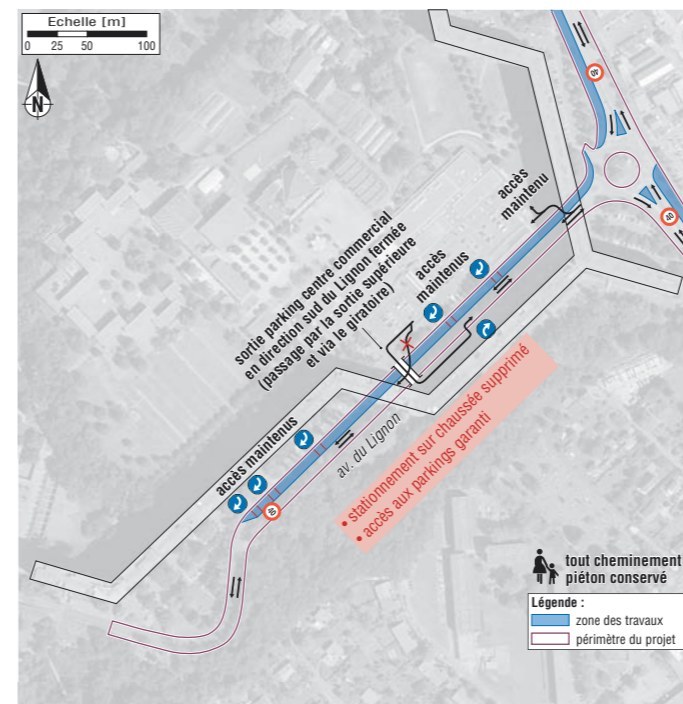 Echelle [m]
0 25 50 100
N
40
accès
maintenu
40
sortie parking centre commercial
en direction sud du Lignon fermée
(passage par la sortie supérieure
et via le giratoire)
accès
maintenus
accès maintenus
av. du Lignon
• stationnement sur chaussée supprimé
• accès aux parkings garanti
40
tout cheminement
piéton conservé
Légende :
zone des travaux
périmètre du projet